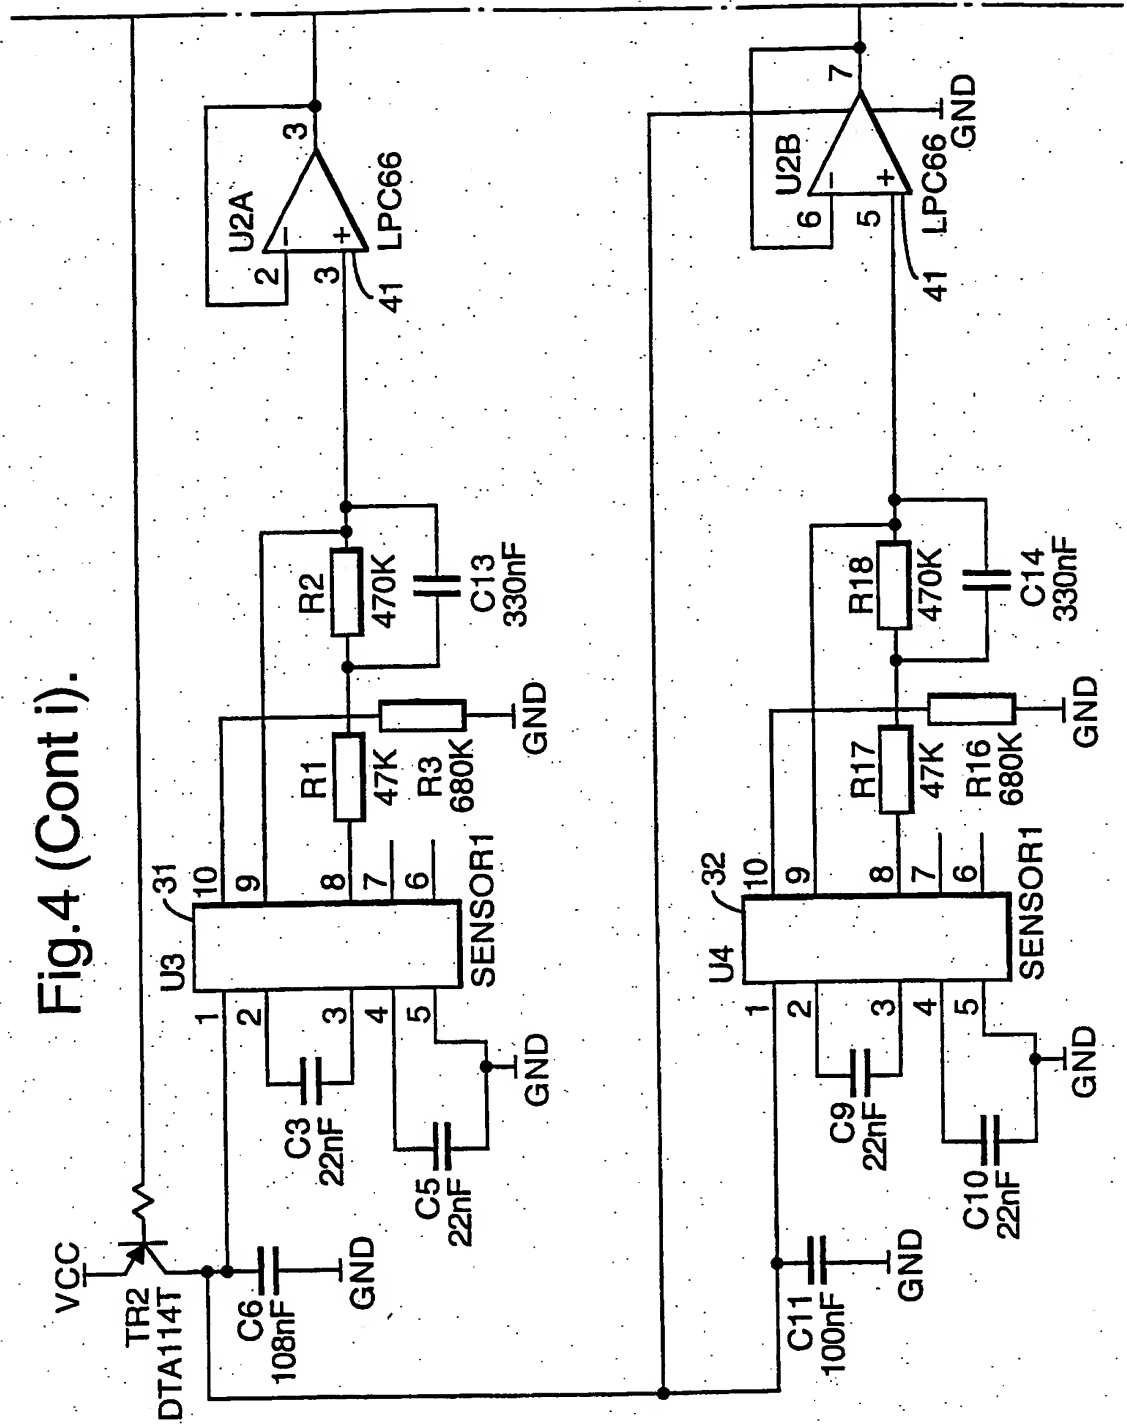 Fig.4 (Cont i).
VCC
TR2
DTA114T
C6
108nF
GND
U3
31
1
2
3
4
5
10
9
8
7
6
SENSOR1
C3
22nF
C5
22nF
GND
R1
47K
R3
680K
GND
R2
470K
C13
330nF
U2A
2
3
3
−
+
LPC66
41
C11
100nF
GND
U4
32
1
2
3
4
5
10
9
8
7
6
SENSOR1
C9
22nF
C10
22nF
GND
R17
47K
R16
680K
GND
R18
470K
C14
330nF
U2B
6
5
7
−
+
LPC66
41
GND